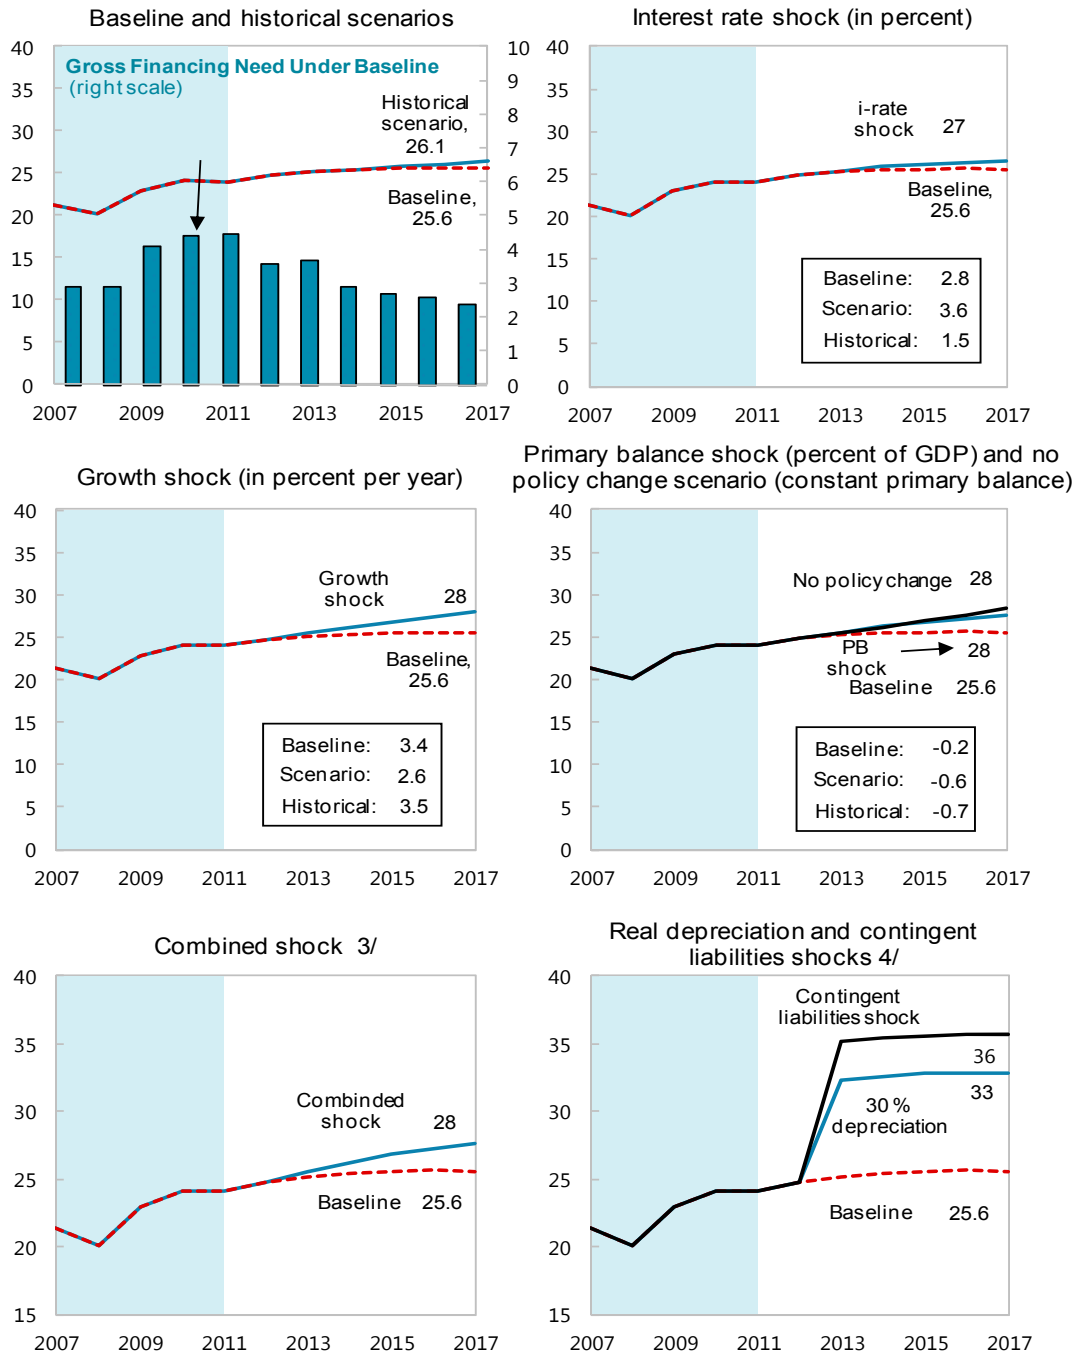 Baseline and historical scenarios
40
35
30
25
20
15
10
5
0
Gross Financing Need Under Baseline
(right scale)
Historical
scenario,
26.1
Baseline,
25.6
10
9
8
7
6
5
4
3
2
1
0
2007 2009 2011 2013 2015 2017
Interest rate shock (in percent)
40
35
30
25
20
15
10
5
0
i-rate
shock 27
Baseline,
25.6
Baseline: 2.8
Scenario: 3.6
Historical: 1.5
2007 2009 2011 2013 2015 2017
Growth shock (in percent per year)
40
35
30
25
20
15
10
5
0
Growth
shock 28
Baseline,
25.6
Baseline: 3.4
Scenario: 2.6
Historical: 3.5
2007 2009 2011 2013 2015 2017
Primary balance shock (percent of GDP) and no
policy change scenario (constant primary balance)
40
35
30
25
20
15
10
5
0
No policy change 28
PB
shock 28
Baseline 25.6
Baseline: -0.2
Scenario: -0.6
Historical: -0.7
2007 2009 2011 2013 2015 2017
Combined shock 3/
40
35
30
25
20
15
Combinded
shock 28
Baseline 25.6
2007 2009 2011 2013 2015 2017
Real depreciation and contingent
liabilities shocks 4/
40
35
30
25
20
15
Contingent
liabilities shock
36
33
30 %
depreciation
Baseline 25.6
2007 2009 2011 2013 2015 2017